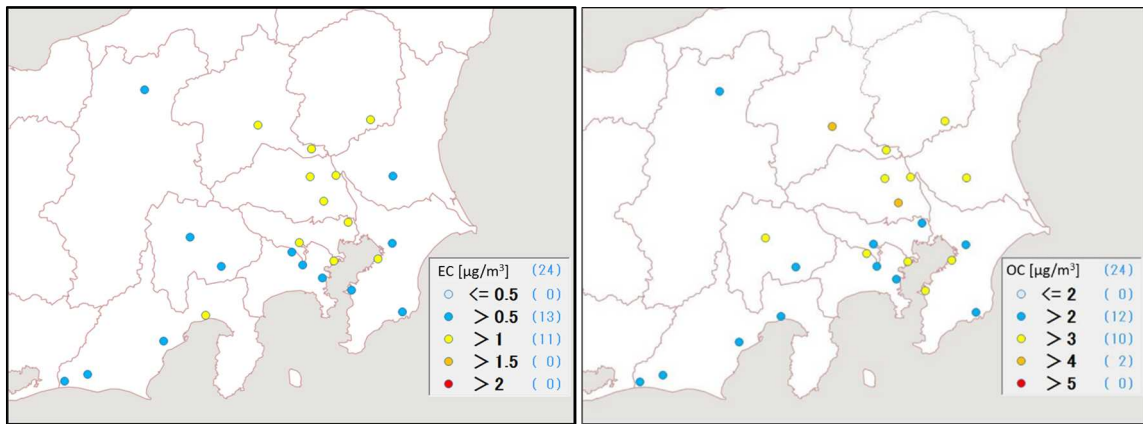 EC [μg/m³] (24)
<= 0.5 ( 0)
> 0.5 (13)
> 1 (11)
> 1.5 ( 0)
> 2 ( 0)
OC [μg/m³] (24)
<= 2 ( 0)
> 2 (12)
> 3 (10)
> 4 ( 2)
> 5 ( 0)